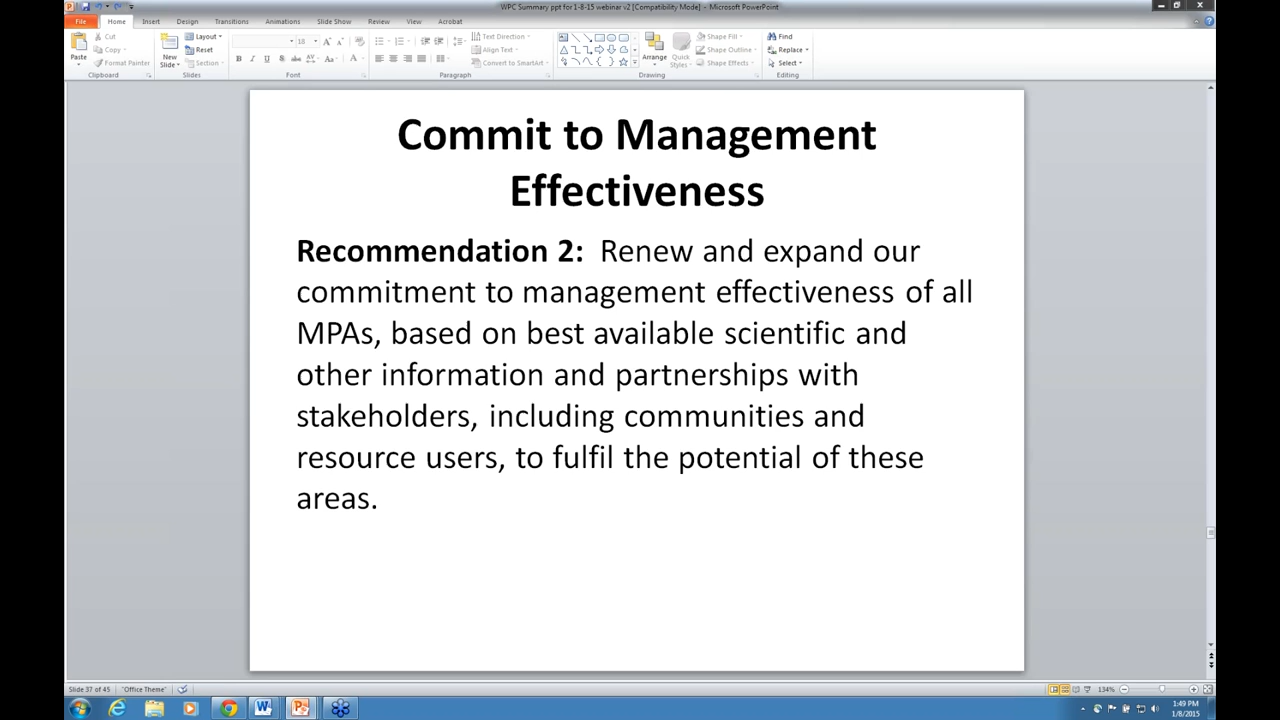 WPC Summary ppt for 1-8-15 webinar v2 [Compatibility Mode] - Microsoft PowerPoint
File Home Insert Design Transitions Animations Slide Show Review View Acrobat
Paste
Cut
Copy
Format Painter
Clipboard
New Slide
Layout
Reset
Section
Slides
18
Font
Text Direction
Align Text
Convert to SmartArt
Paragraph
Arrange
Quick Styles
Shape Fill
Shape Outline
Shape Effects
Drawing
Find
Replace
Select
Editing
Commit to Management
Effectiveness
Recommendation 2: Renew and expand our
commitment to management effectiveness of all
MPAs, based on best available scientific and
other information and partnerships with
stakeholders, including communities and
resource users, to fulfil the potential of these
areas.
Slide 37 of 45 "Office Theme" 134%
1:49 PM
1/8/2015